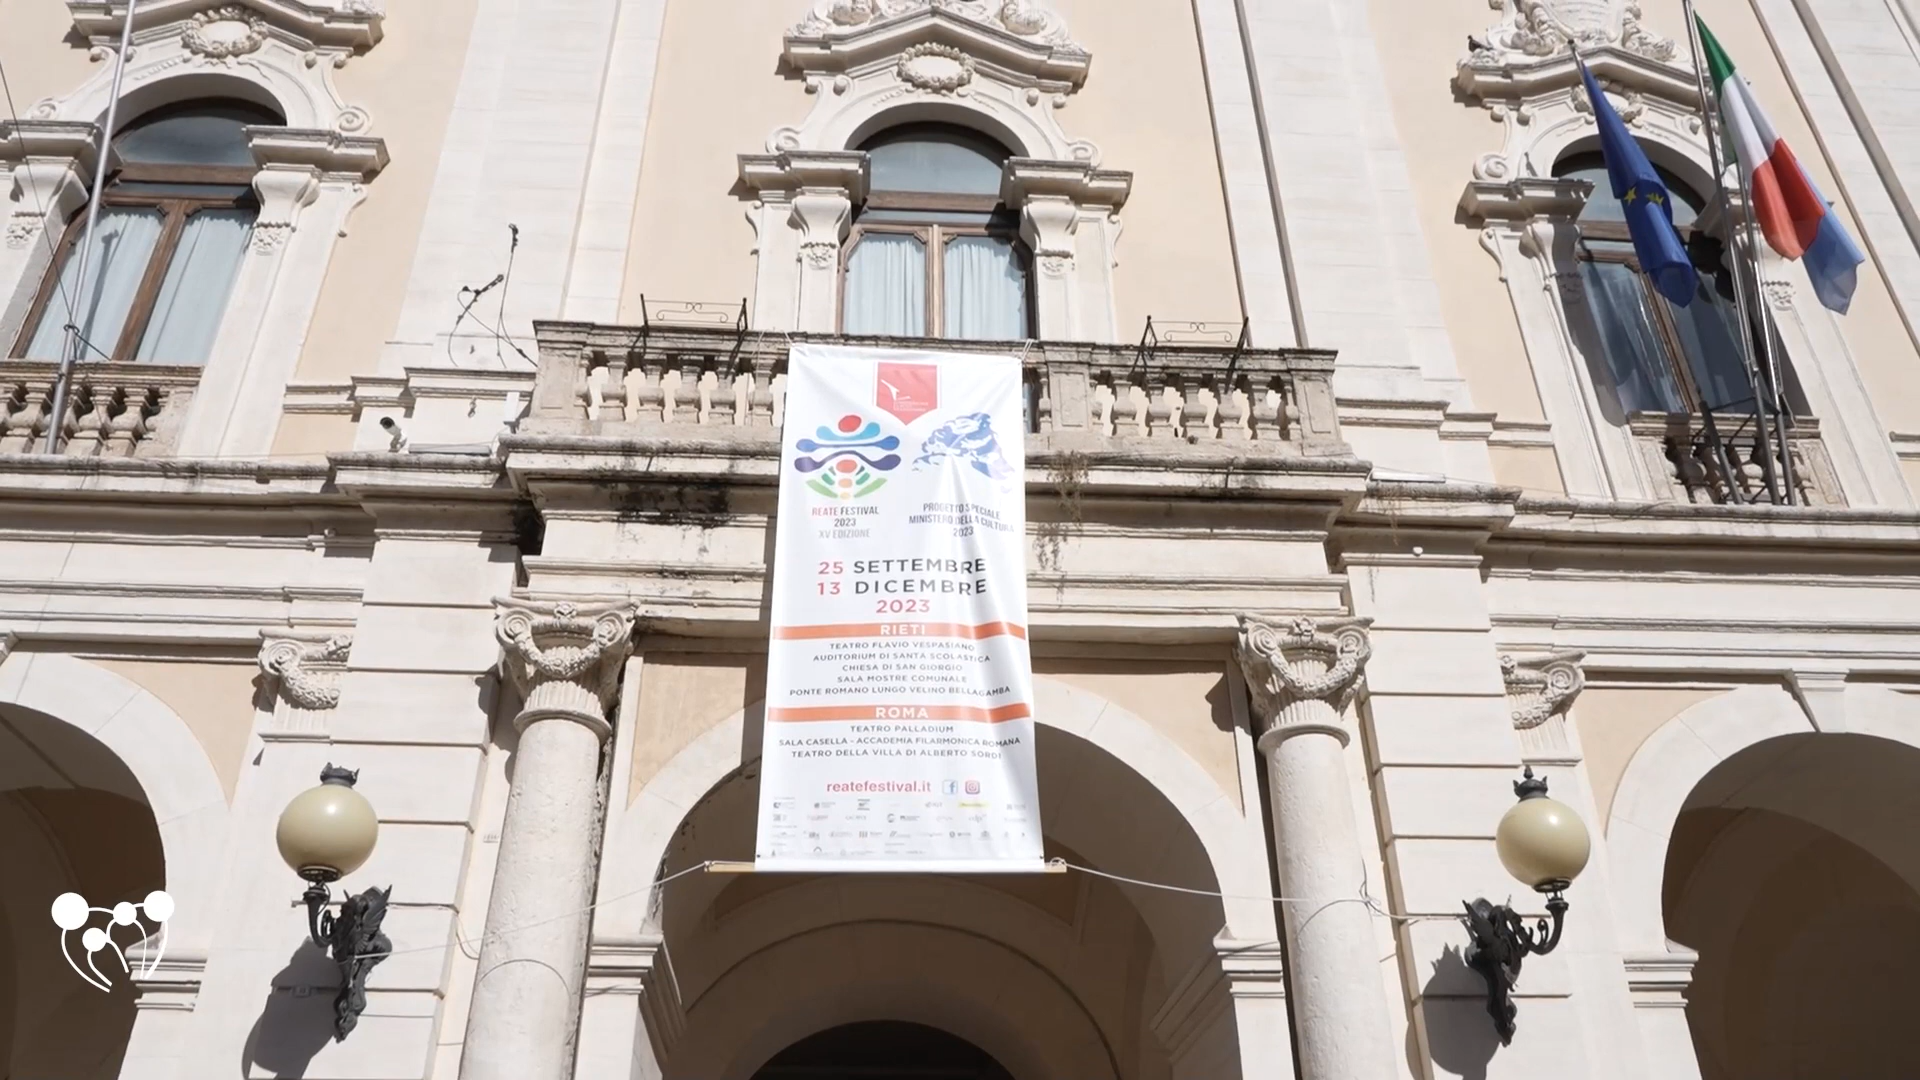 REATE FESTIVAL
2023
XV EDIZIONE
PROGETTO SPECIALE
MINISTERO DELLA CULTURA
2023
25 SETTEMBRE
13 DICEMBRE
2023
RIETI
TEATRO FLAVIO VESPASIANO
AUDITORIUM DI SANTA SCOLASTICA
CHIESA DI SAN GIORGIO
SALA MOSTRE COMUNALE
PONTE ROMANO LUNGO VELINO BELLAGAMBA
ROMA
TEATRO PALLADIUM
SALA CASELLA - ACCADEMIA FILARMONICA ROMANA
TEATRO DELLA VILLA DI ALBERTO SORDI
reatefestival.it